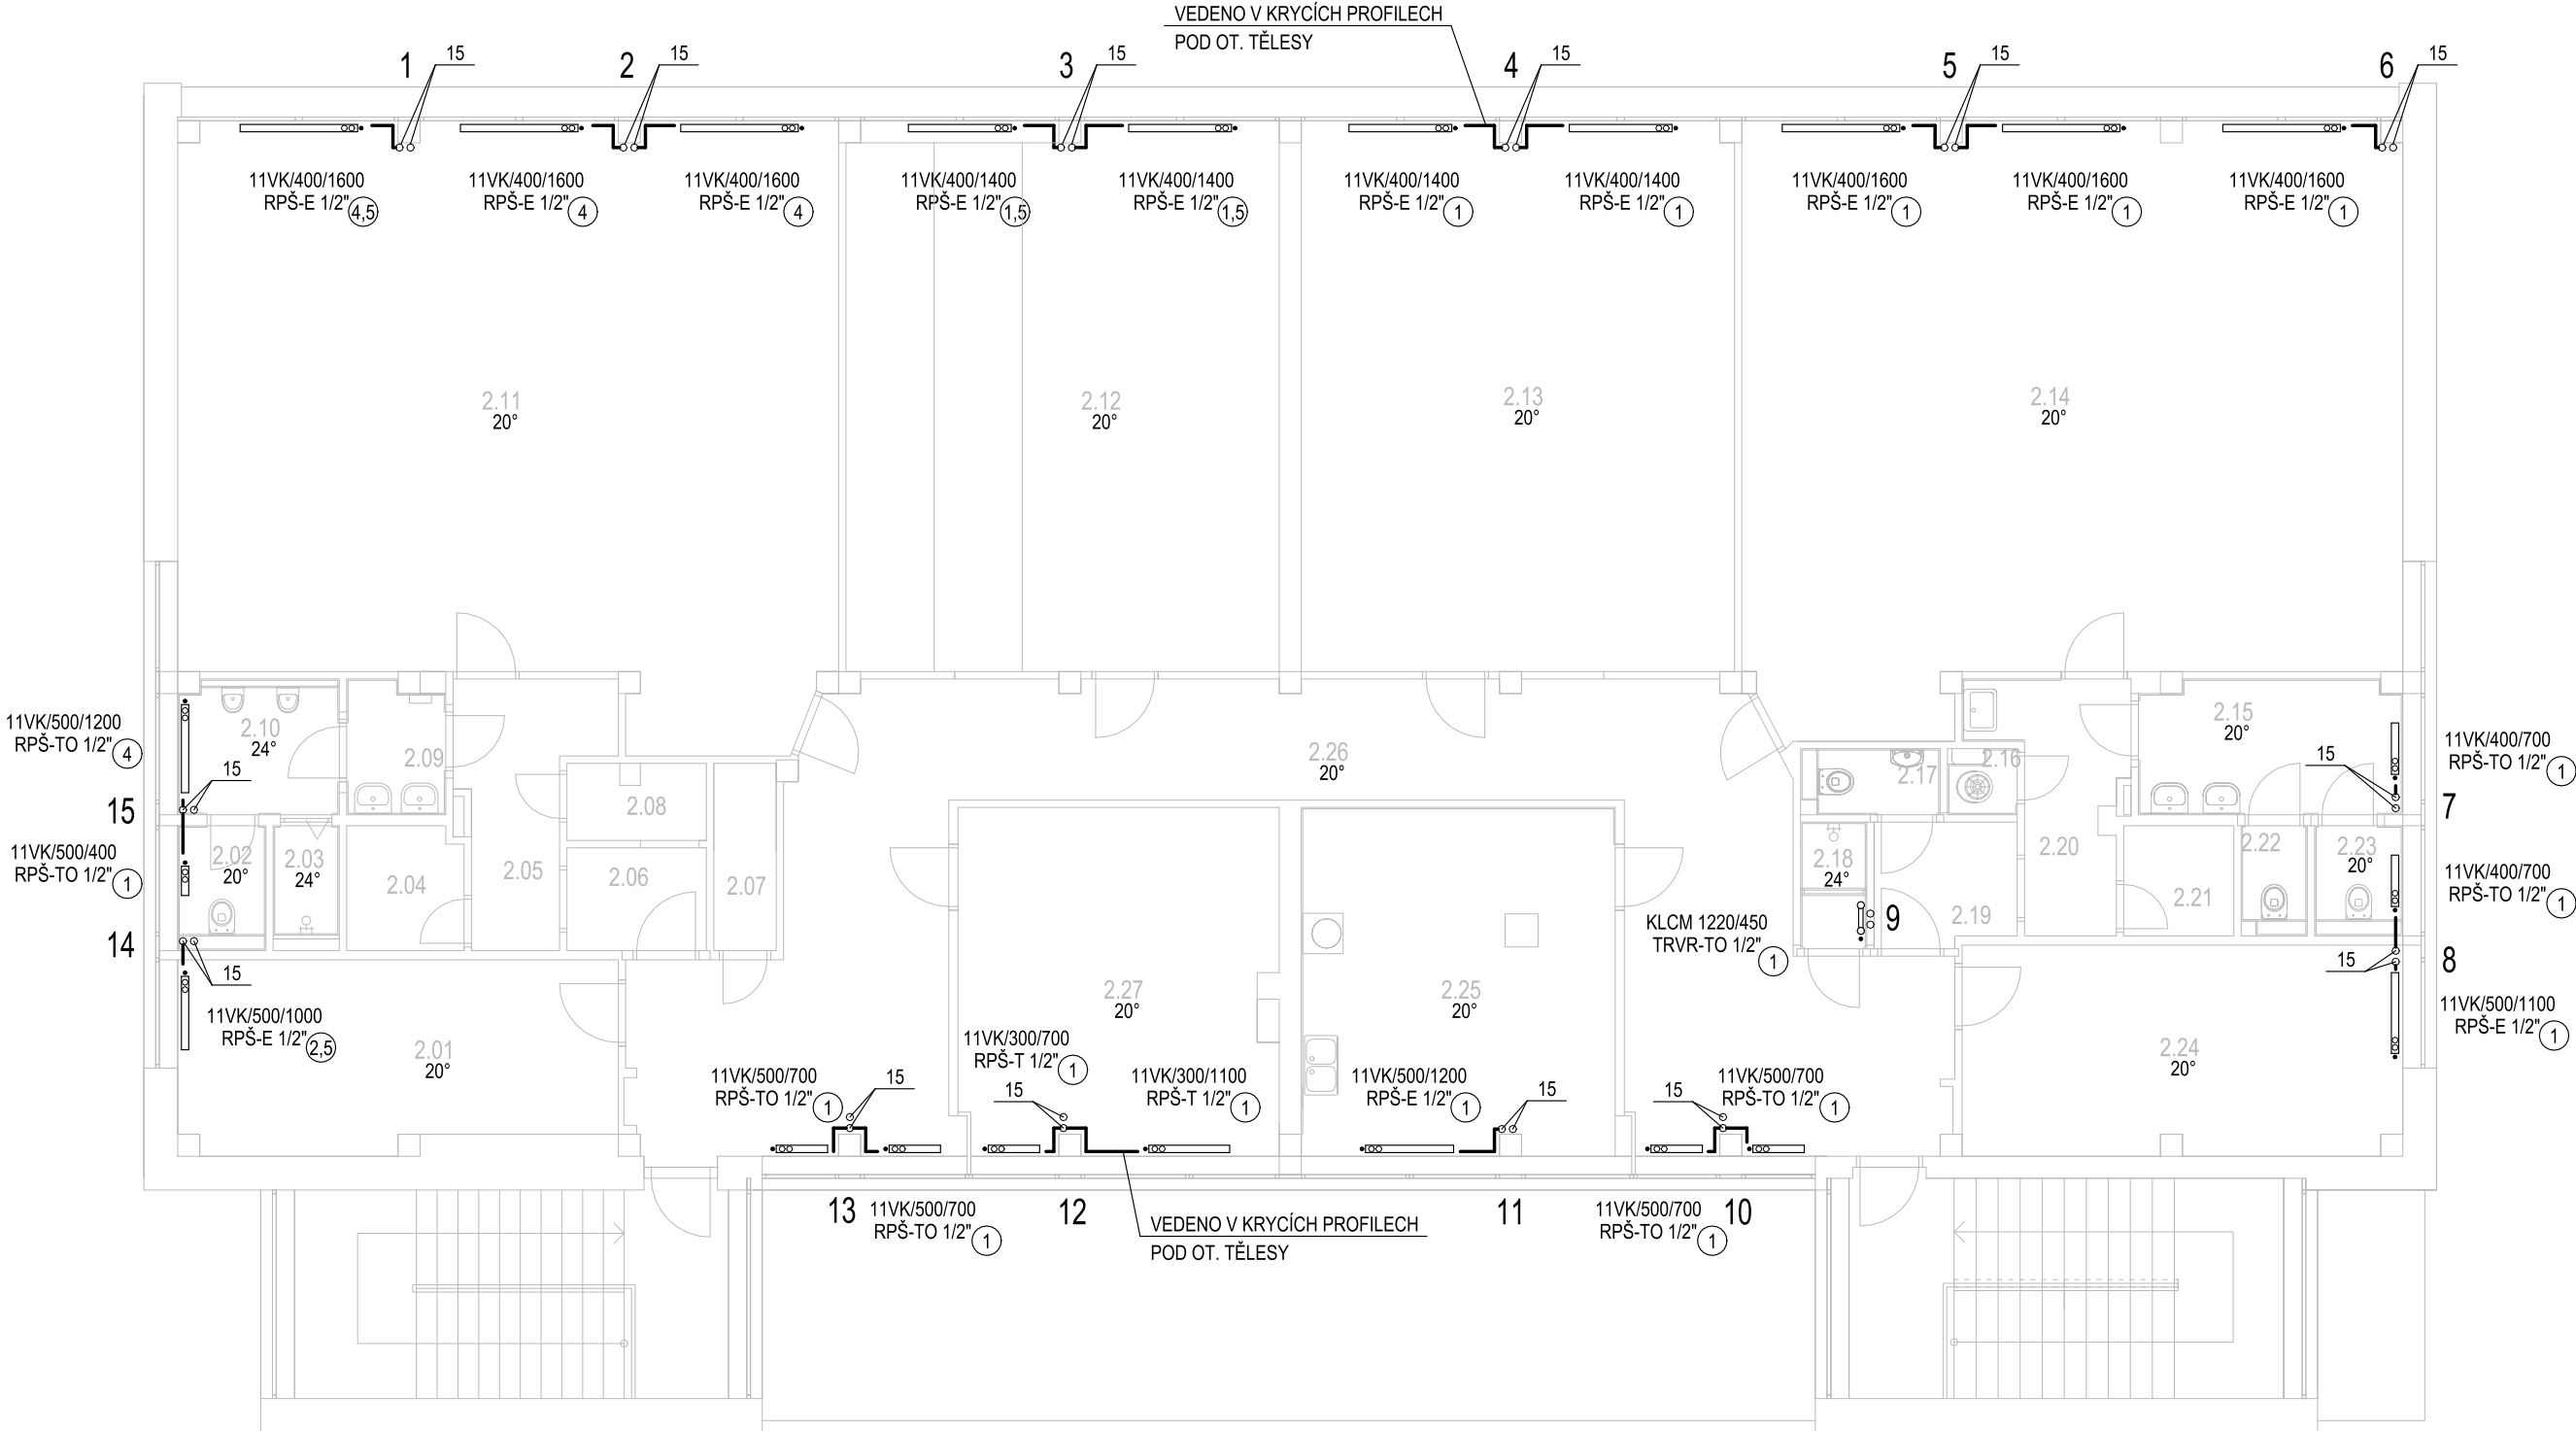 VEDENO V KRYCÍCH PROFILECH
POD OT. TĚLESY
1
15
2
15
3
15
4
15
5
15
6
15
11VK/400/1600
RPŠ-E 1/2" 4,5
11VK/400/1600
RPŠ-E 1/2" 4
11VK/400/1600
RPŠ-E 1/2" 4
11VK/400/1400
RPŠ-E 1/2" 1,5
11VK/400/1400
RPŠ-E 1/2" 1,5
11VK/400/1400
RPŠ-E 1/2" 1
11VK/400/1400
RPŠ-E 1/2" 1
11VK/400/1600
RPŠ-E 1/2" 1
11VK/400/1600
RPŠ-E 1/2" 1
11VK/400/1600
RPŠ-E 1/2" 1
2.11
20°
2.12
20°
2.13
20°
2.14
20°
11VK/500/1200
RPŠ-TO 1/2" 4
2.10
24°
15
15
2.09
2.08
2.26
20°
2.17
2.16
2.15
20°
15
11VK/400/700
RPŠ-TO 1/2" 1
7
11VK/500/400
RPŠ-TO 1/2" 1
2.02
20°
2.03
24°
2.04
2.05
2.06
2.07
2.18
24°
2.19
2.20
2.21
2.22
2.23
20°
11VK/400/700
RPŠ-TO 1/2" 1
14
15
KLCM 1220/450
TRVR-TO 1/2" 1
9
15
8
11VK/500/1000
RPŠ-E 1/2" 2,5
2.01
20°
2.27
20°
2.25
20°
2.24
20°
11VK/500/1100
RPŠ-E 1/2" 1
11VK/500/700
RPŠ-TO 1/2" 1
15
11VK/300/700
RPŠ-T 1/2" 1
15
11VK/300/1100
RPŠ-T 1/2" 1
11VK/500/1200
RPŠ-E 1/2" 1
15
15
11VK/500/700
RPŠ-TO 1/2" 1
13
11VK/500/700
RPŠ-TO 1/2" 1
12
VEDENO V KRYCÍCH PROFILECH
POD OT. TĚLESY
11
11VK/500/700
RPŠ-TO 1/2" 1
10